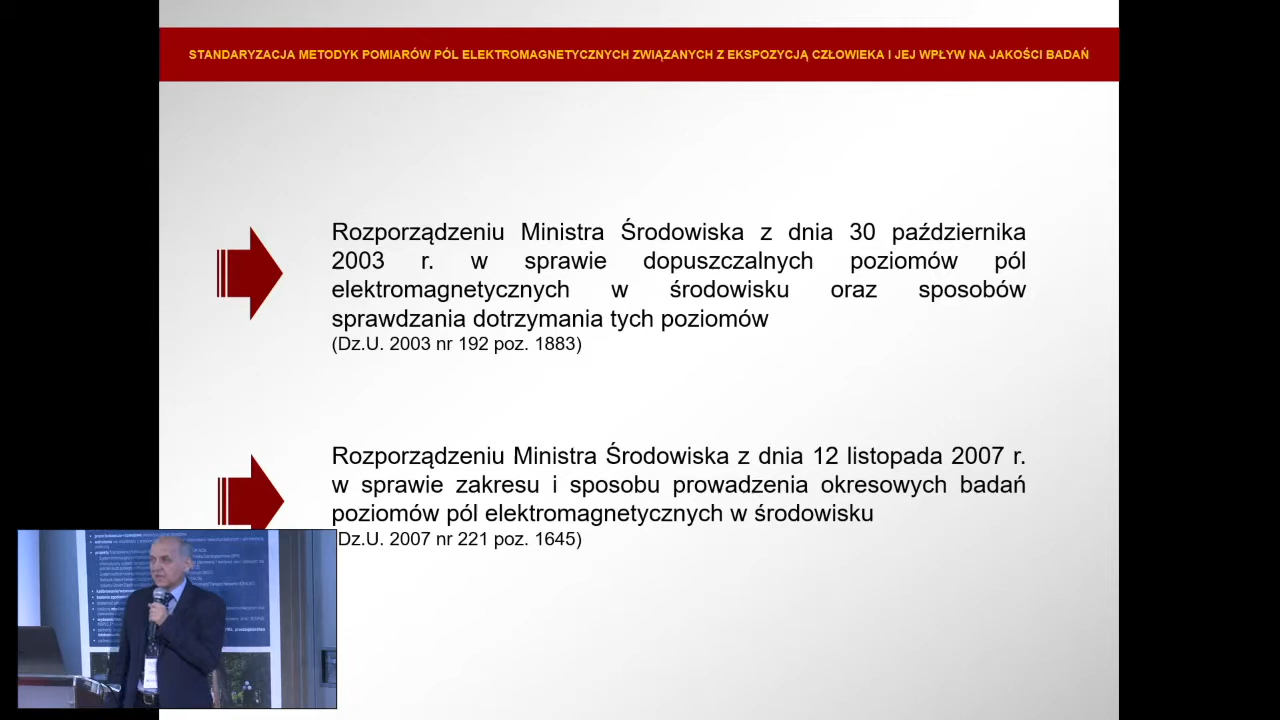 STANDARYZACJA METODYK POMIARÓW PÓL ELEKTROMAGNETYCZNYCH ZWIĄZANYCH Z EKSPOZYCJĄ CZŁOWIEKA I JEJ WPŁYW NA JAKOŚCI BADAŃ
Rozporządzeniu Ministra Środowiska z dnia 30 października
2003 r. w sprawie dopuszczalnych poziomów pól
elektromagnetycznych w środowisku oraz sposobów
sprawdzania dotrzymania tych poziomów
(Dz.U. 2003 nr 192 poz. 1883)
Rozporządzeniu Ministra Środowiska z dnia 12 listopada 2007 r.
w sprawie zakresu i sposobu prowadzenia okresowych badań
poziomów pól elektromagnetycznych w środowisku
Dz.U. 2007 nr 221 poz. 1645)